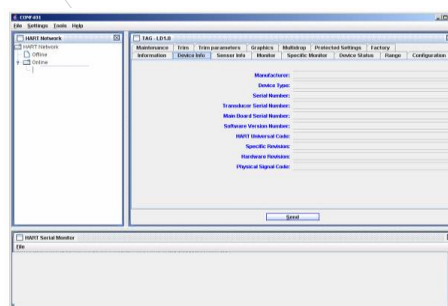 CONF401
File Settings Tools Help
HART Network
HART Network
Offline
Online
TAG - LD1.0
Maintenance Trim Trim parameters Graphics Multidrop Protected Settings Factory
Information Device Info Sensor Info Monitor Specific Monitor Device Status Range Configuration
Manufacturer:
Device Type:
Serial Number:
Transducer Serial Number:
Main Board Serial Number:
Software Version Number:
HART Universal Code:
Specific Revision:
Hardware Revision:
Physical Signal Code:
Send
HART Serial Monitor
File